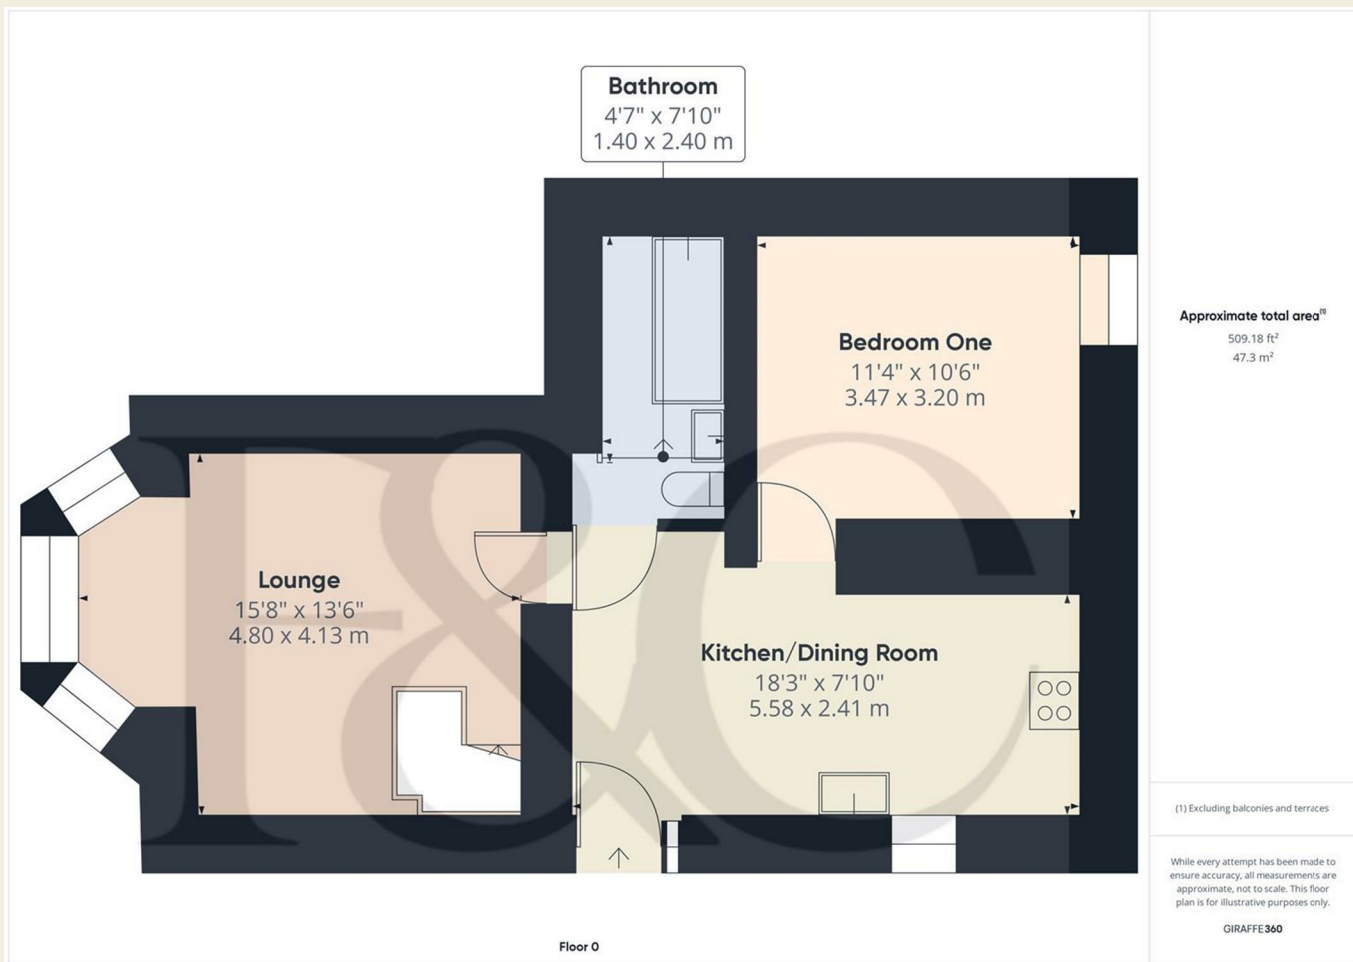 Bathroom
4'7" x 7'10"
1.40 x 2.40 m
Bedroom One
11'4" x 10'6"
3.47 x 3.20 m
Approximate total area⁽¹⁾
509.18 ft²
47.3 m²
Lounge
15'8" x 13'6"
4.80 x 4.13 m
Kitchen/Dining Room
18'3" x 7'10"
5.58 x 2.41 m
F&C
(1) Excluding balconies and terraces
While every attempt has been made to
ensure accuracy, all measurements are
approximate, not to scale. This floor
plan is for illustrative purposes only.
GIRAFFE360
Floor 0